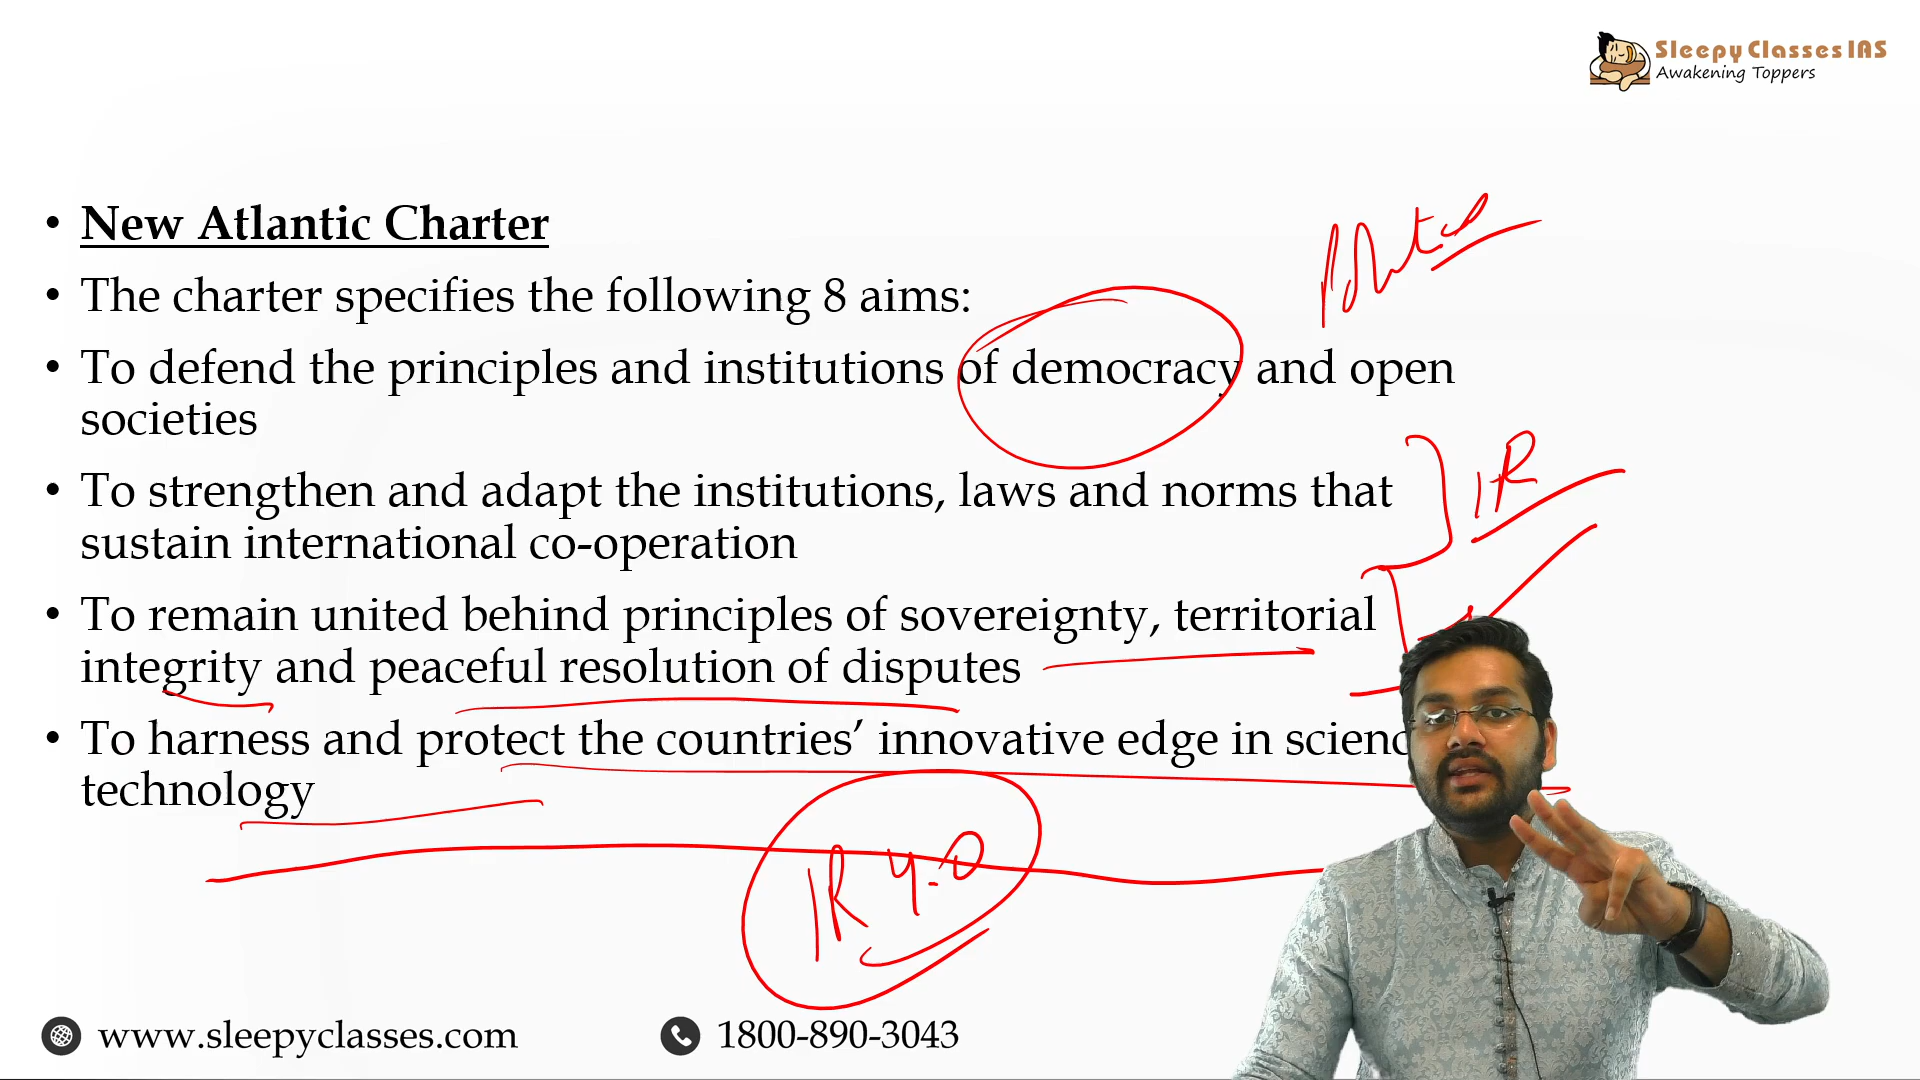 Sleepy Classes IAS
Awakening Toppers
• New Atlantic Charter
• The charter specifies the following 8 aims:
• To defend the principles and institutions of democracy and open
societies
• To strengthen and adapt the institutions, laws and norms that
sustain international co-operation
IR
• To remain united behind principles of sovereignty, territorial
integrity and peaceful resolution of disputes
• To harness and protect the countries’ innovative edge in
technology
IR 4.0
www.sleepyclasses.com
1800-890-3043